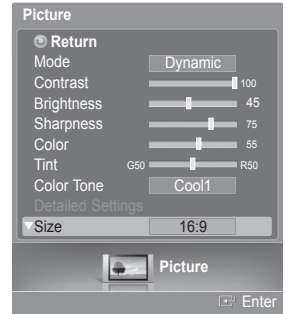 Picture
Return
Mode Dynamic
Contrast 100
Brightness 45
Sharpness 75
Color 55
Tint G50 R50
Color Tone Cool1
Detailed Settings
▼Size 16:9
Picture
Enter